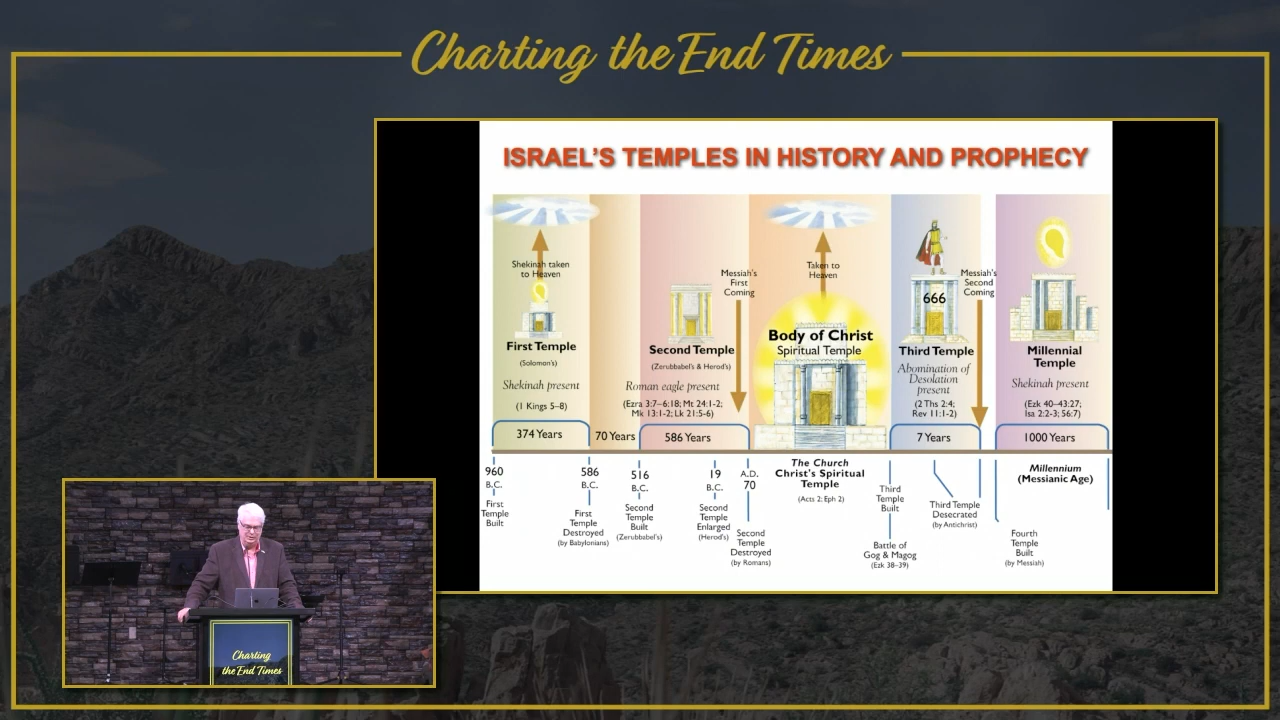 Charting the End Times
ISRAEL'S TEMPLES IN HISTORY AND PROPHECY
Shekinah taken
to Heaven
First Temple
(Solomon's)
Shekinah present
(1 Kings 5–8)
374 Years
70 Years
Second Temple
(Zerubbabel's & Herod's)
Roman eagle present
(Ezra 3:7–6:18; Mt 24:1-2;
Mk 13:1-2; Lk 21:5-6)
586 Years
Messiah's
First
Coming
Taken to
Heaven
Body of Christ
Spiritual Temple
666
Third Temple
Abomination of
Desolation
present
(2 Ths 2:4;
Rev 11:1-2)
7 Years
Messiah's
Second
Coming
Millennial
Temple
Shekinah present
(Ezk 40–43:27;
Isa 2:2-3; 56:7)
1000 Years
960
B.C.
First
Temple
Built
586
B.C.
First
Temple
Destroyed
(by Babylonians)
516
B.C.
Second
Temple
Built
(Zerubbabel's)
19
B.C.
Second
Temple
Enlarged
(Herod's)
A.D.
70
Second
Temple
Destroyed
(by Romans)
The Church
Christ's Spiritual
Temple
(Acts 2; Eph 2)
Third
Temple
Built
Battle of
Gog & Magog
(Ezk 38–39)
Third Temple
Desecrated
(by Antichrist)
Fourth
Temple
Built
(by Messiah)
Millennium
(Messianic Age)
Charting
the End Times